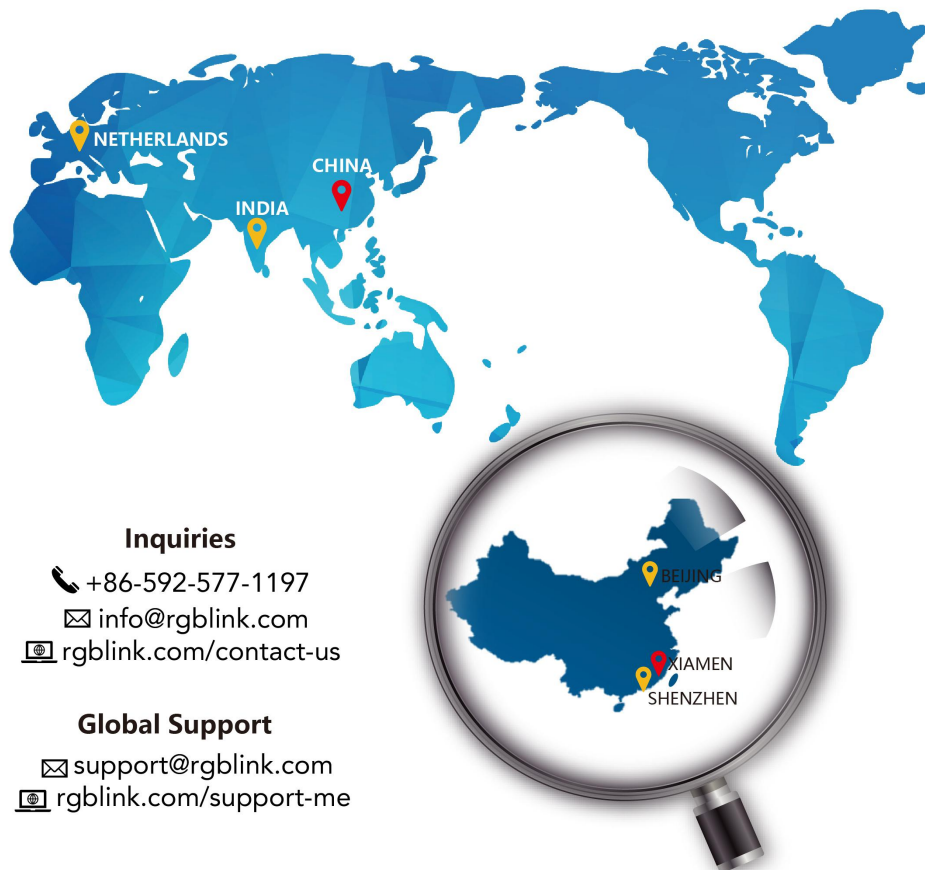 NETHERLANDS
CHINA
INDIA
Inquiries
+86-592-577-1197
info@rgblink.com
rgblink.com/contact-us
Global Support
support@rgblink.com
rgblink.com/support-me
BEIJING
XIAMEN
SHENZHEN